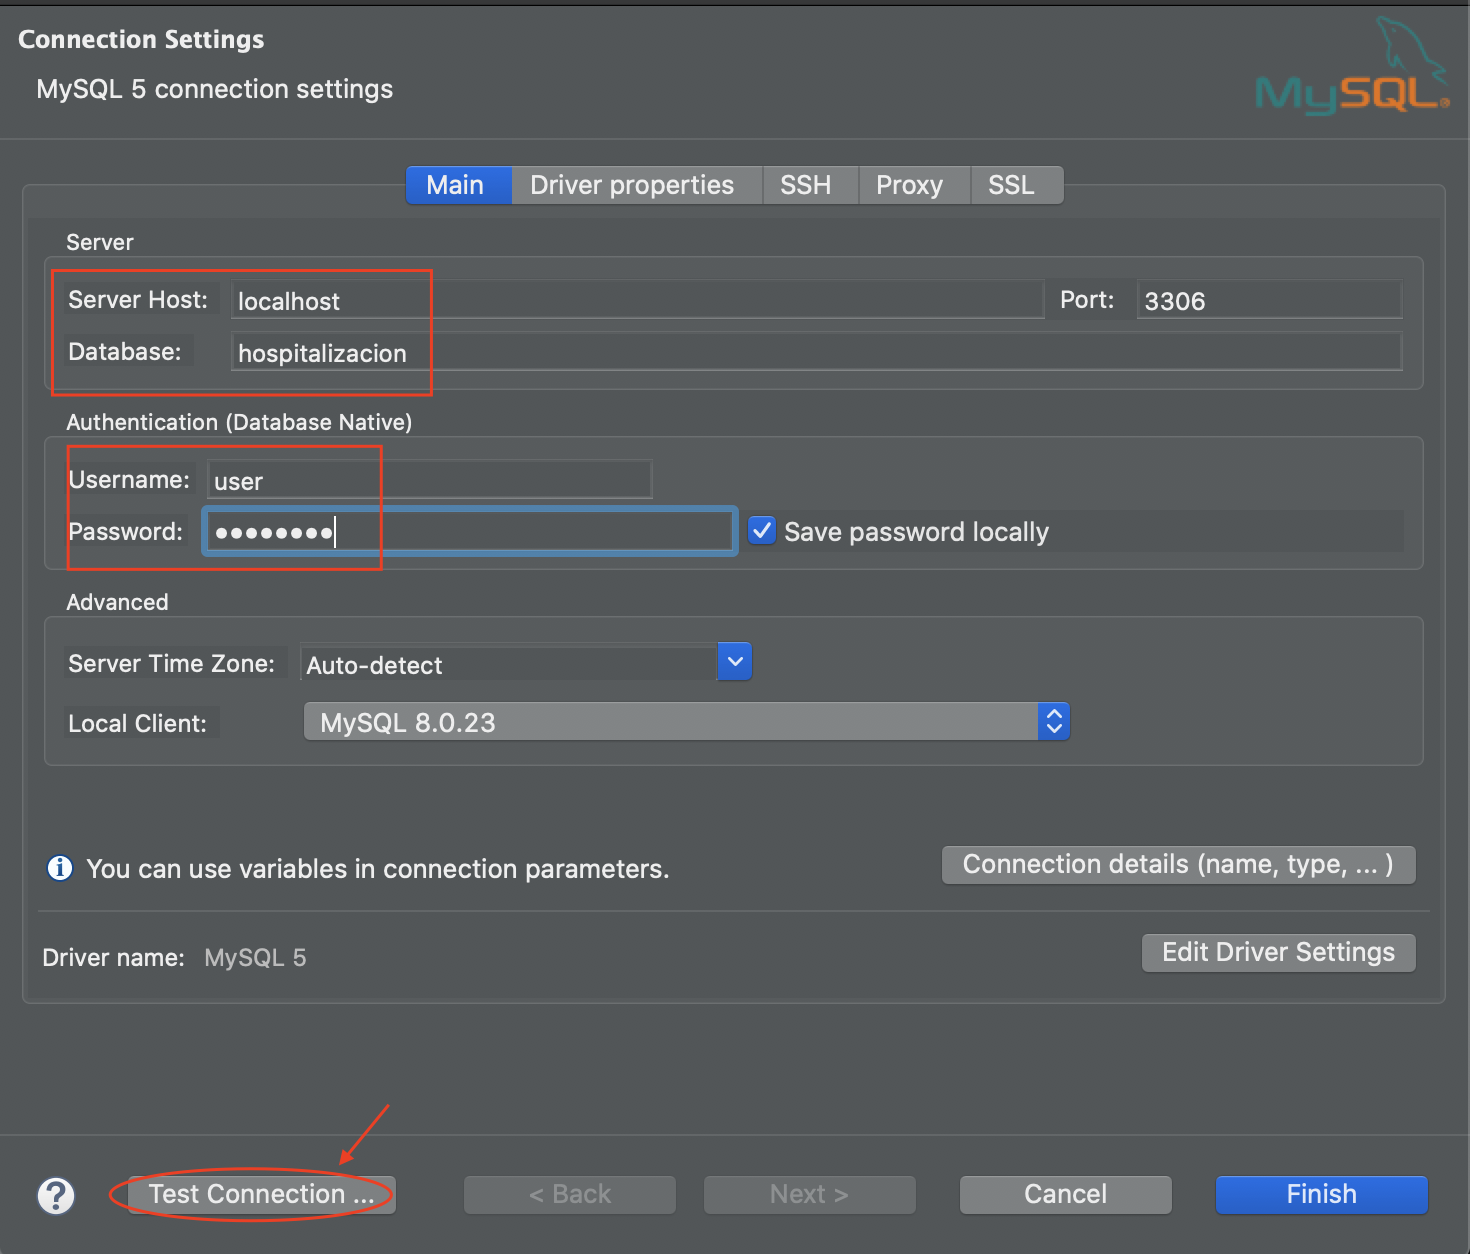 Connection Settings
MySQL 5 connection settings
MySQL®
Main Driver properties SSH Proxy SSL
Server
Server Host: localhost Port: 3306
Database: hospitalizacion
Authentication (Database Native)
Username: user
Password: ●●●●●●●●
Save password locally
Advanced
Server Time Zone: Auto-detect
Local Client: MySQL 8.0.23
You can use variables in connection parameters. Connection details (name, type, ... )
Driver name: MySQL 5 Edit Driver Settings
? Test Connection ... < Back Next > Cancel Finish